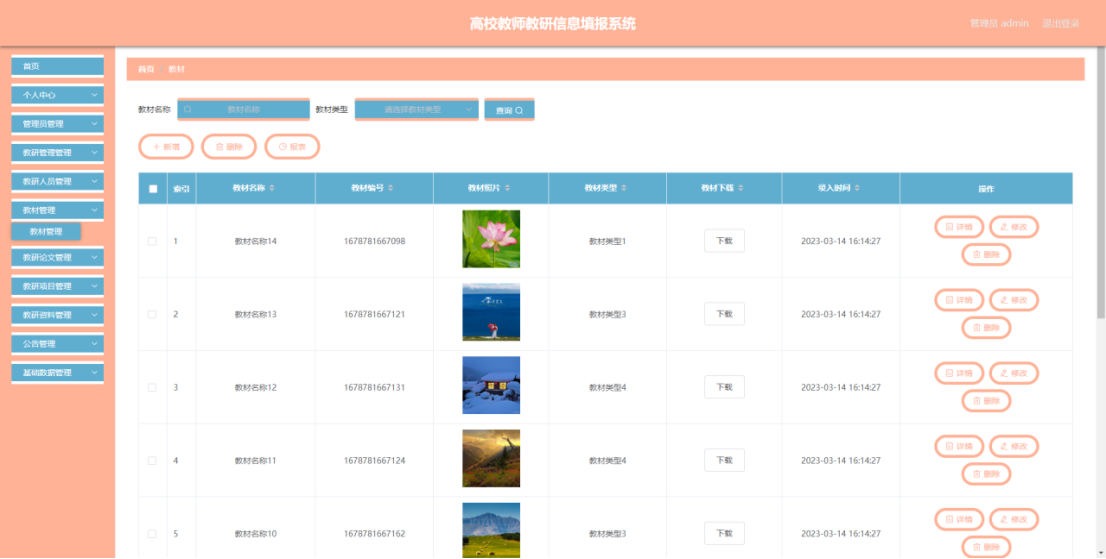 高校教师教研信息填报系统
管理员 admin 退出登录
首页
个人中心
管理员管理
教研管理管理
教研人员管理
教材管理
教材管理
教研论文管理
教研项目管理
教研资料管理
公告管理
基础数据管理
首页 教材
教材名称 教材名称 教材类型 请选择教材类型 查询
新增 删除 报表
索引 教材名称 教材编号 教材照片 教材类型 教材下载 录入时间 操作
1 教材名称14 1678781667098 教材类型1 下载 2023-03-14 16:14:27 详情 修改
删除
2 教材名称13 1678781667121 教材类型3 下载 2023-03-14 16:14:27 详情 修改
删除
3 教材名称12 1678781667131 教材类型4 下载 2023-03-14 16:14:27 详情 修改
删除
4 教材名称11 1678781667124 教材类型4 下载 2023-03-14 16:14:27 详情 修改
删除
5 教材名称10 1678781667162 教材类型3 下载 2023-03-14 16:14:27 详情 修改
删除